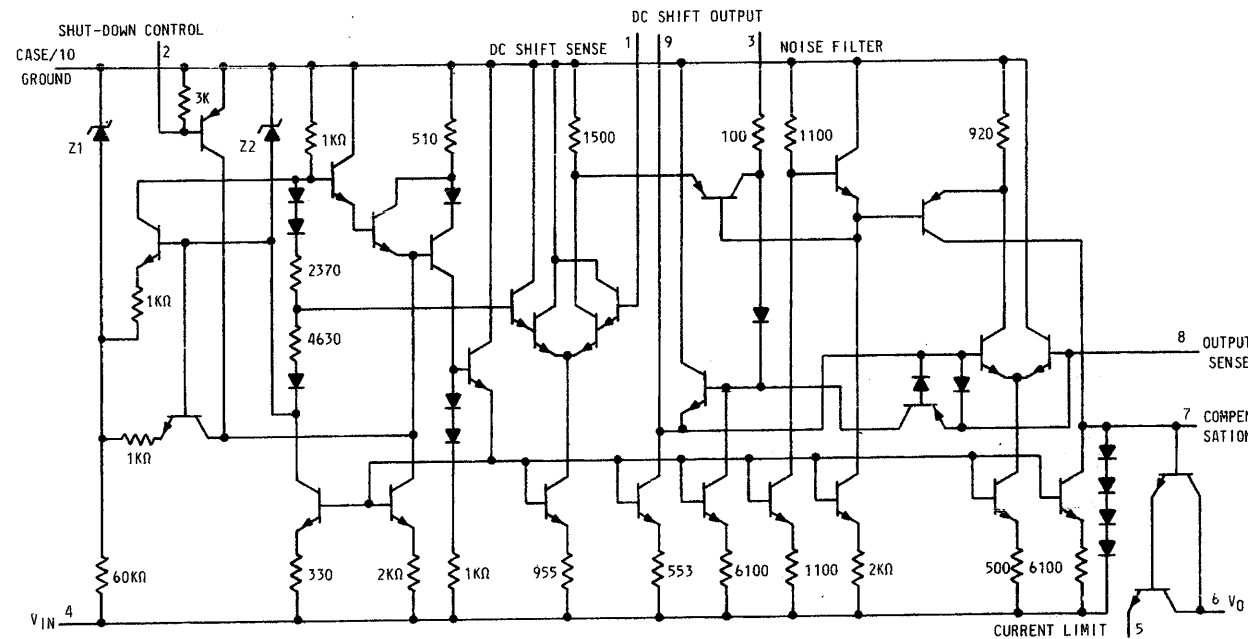 SHUT-DOWN CONTROL
2
CASE/10
GROUND
DC SHIFT SENSE
1
DC SHIFT OUTPUT
9
3
NOISE FILTER
3K
Z1
Z2
1KΩ
510
1500
100
1100
920
1KΩ
2370
4630
1KΩ
8 OUTPUT
SENSE
7 COMPEN
SATION
60KΩ
330
2KΩ
1KΩ
955
553
6100
1100
2KΩ
500
6100
VIN 4
CURRENT LIMIT
5
6 VO